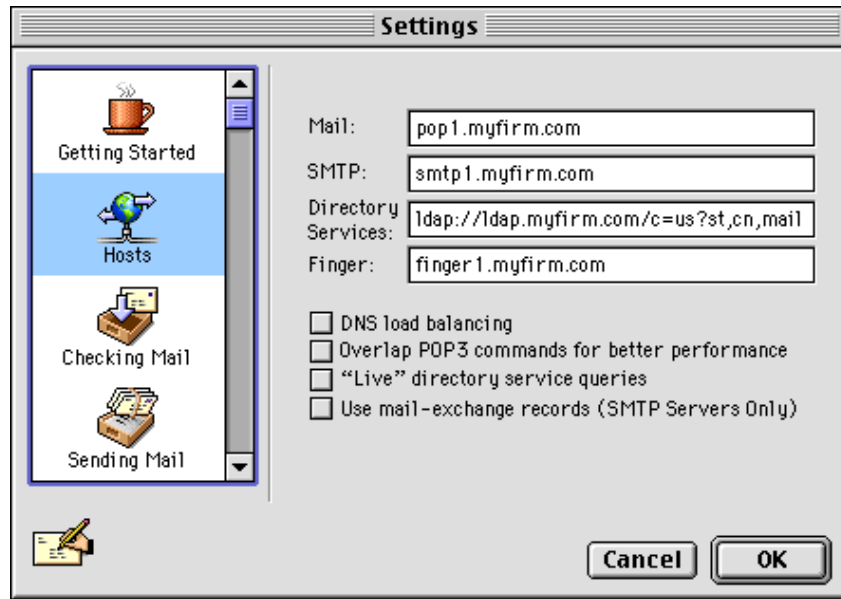 Settings
Getting Started
Hosts
Checking Mail
Sending Mail
Mail: pop1.myfirm.com
SMTP: smtp1.myfirm.com
Directory Services: ldap://ldap.myfirm.com/c=us?st,cn,mail
Finger: finger1.myfirm.com
DNS load balancing
Overlap POP3 commands for better performance
“Live” directory service queries
Use mail-exchange records (SMTP Servers Only)
Cancel OK